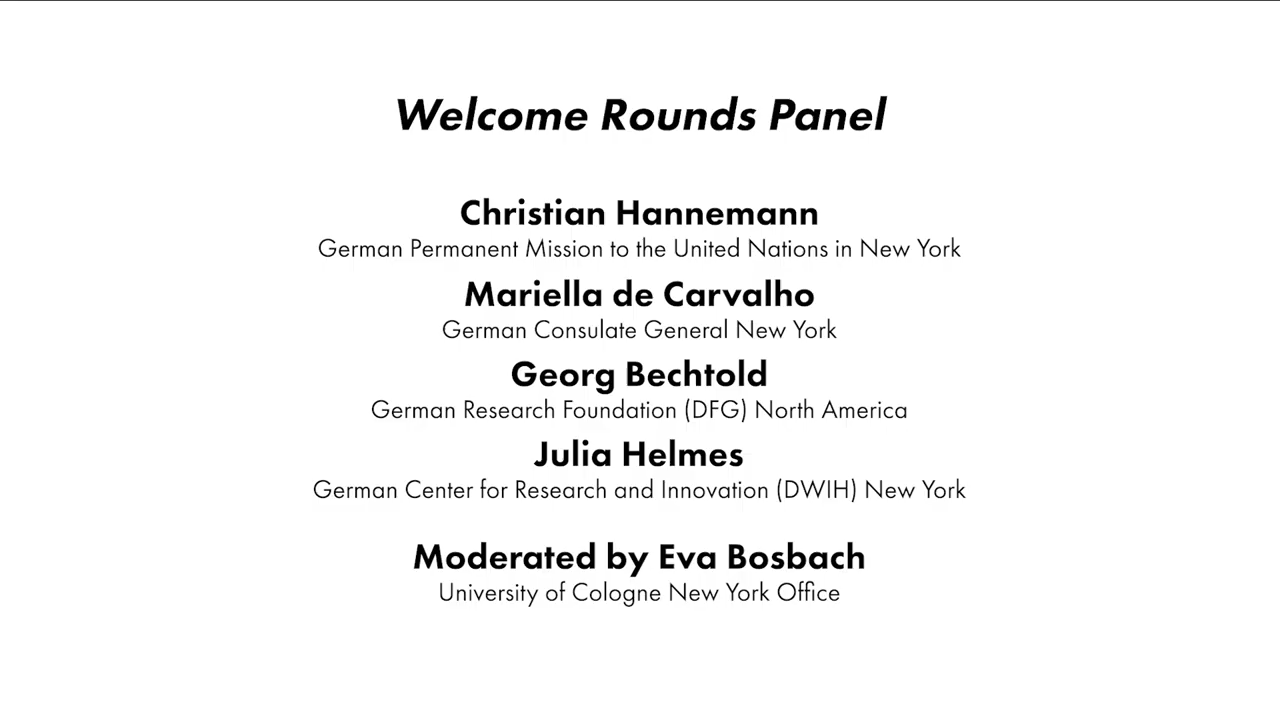 Welcome Rounds Panel
Christian Hannemann
German Permanent Mission to the United Nations in New York
Mariella de Carvalho
German Consulate General New York
Georg Bechtold
German Research Foundation (DFG) North America
Julia Helmes
German Center for Research and Innovation (DWIH) New York
Moderated by Eva Bosbach
University of Cologne New York Office